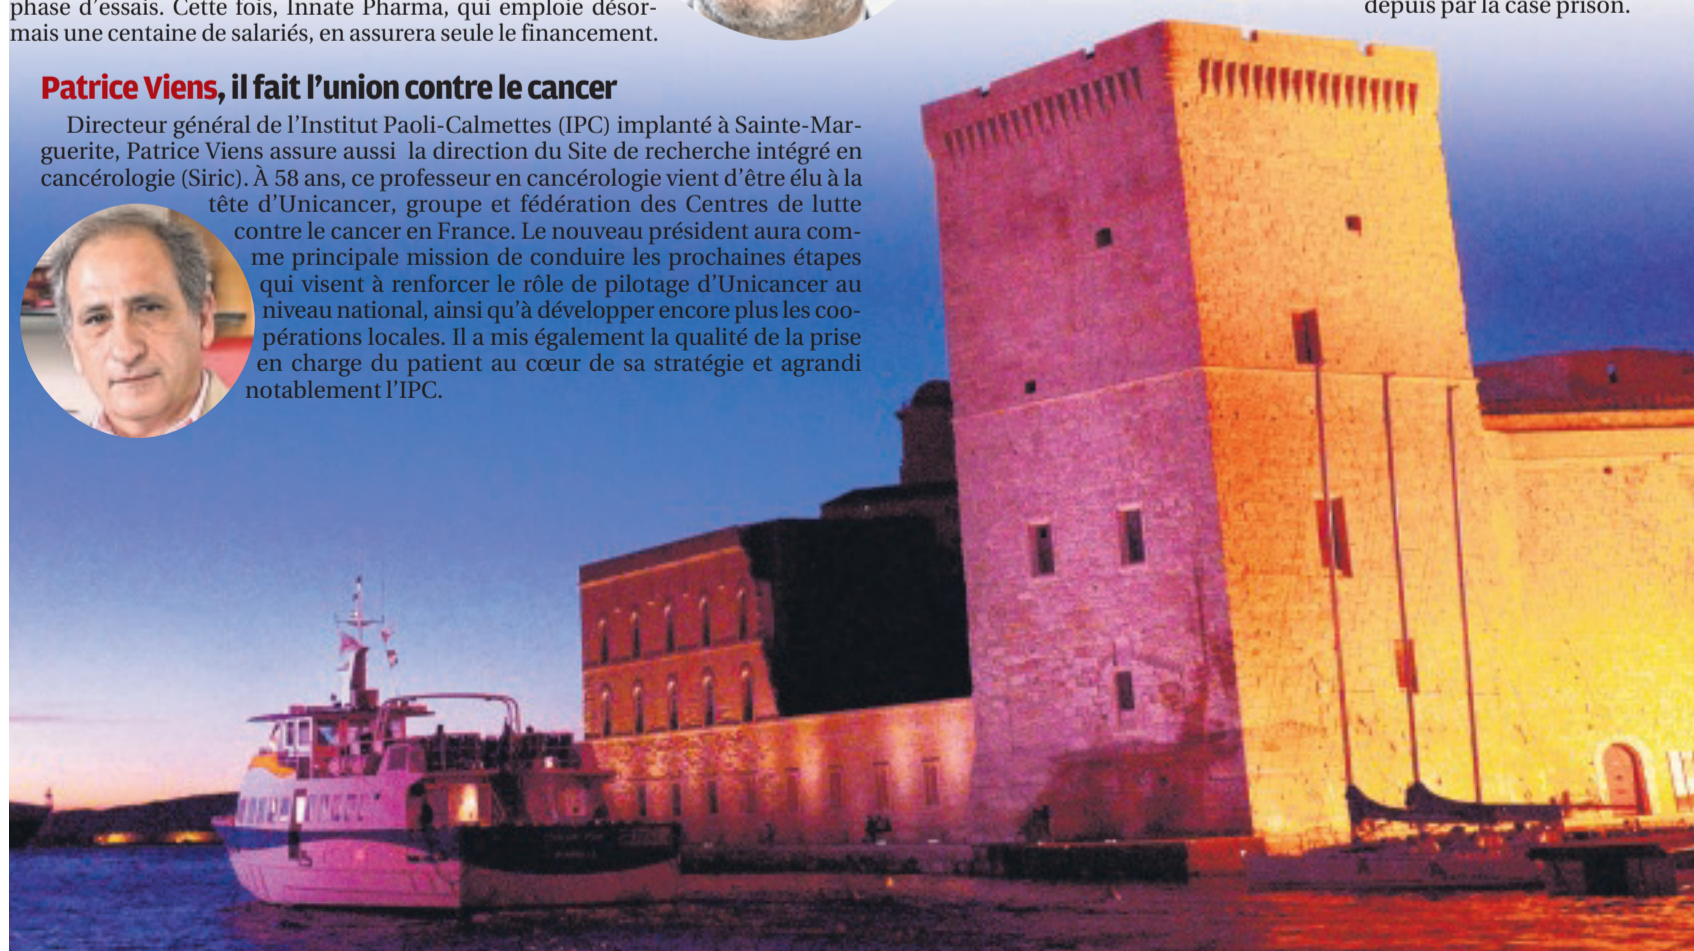 phase d'essais. Cette fois, Innate Pharma, qui emploie désor-
mais une centaine de salariés, en assurera seule le financement.
depuis par la case prison.
Patrice Viens, il fait l'union contre le cancer
Directeur général de l'Institut Paoli-Calmettes (IPC) implanté à Sainte-Mar-
guerite, Patrice Viens assure aussi la direction du Site de recherche intégré en
cancérologie (Siric). À 58 ans, ce professeur en cancérologie vient d'être élu à la
tête d'Unicancer, groupe et fédération des Centres de lutte
contre le cancer en France. Le nouveau président aura com-
me principale mission de conduire les prochaines étapes
qui visent à renforcer le rôle de pilotage d'Unicancer au
niveau national, ainsi qu'à développer encore plus les coo-
pérations locales. Il a mis également la qualité de la prise
en charge du patient au cœur de sa stratégie et agrandi
notablement l'IPC.